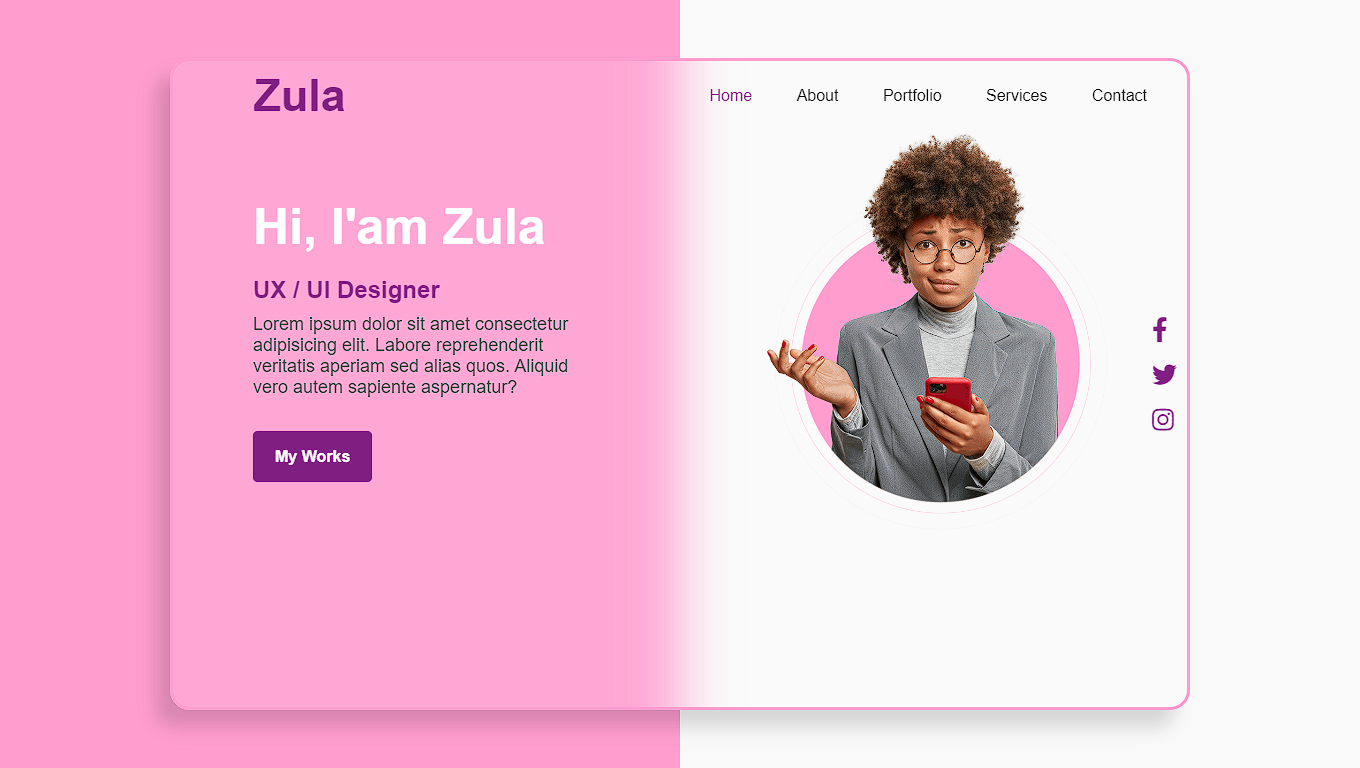 Zula
Home About Portfolio Services Contact
Hi, I'am Zula
UX / UI Designer
Lorem ipsum dolor sit amet consectetur
adipisicing elit. Labore reprehenderit
veritatis aperiam sed alias quos. Aliquid
vero autem sapiente aspernatur?
My Works